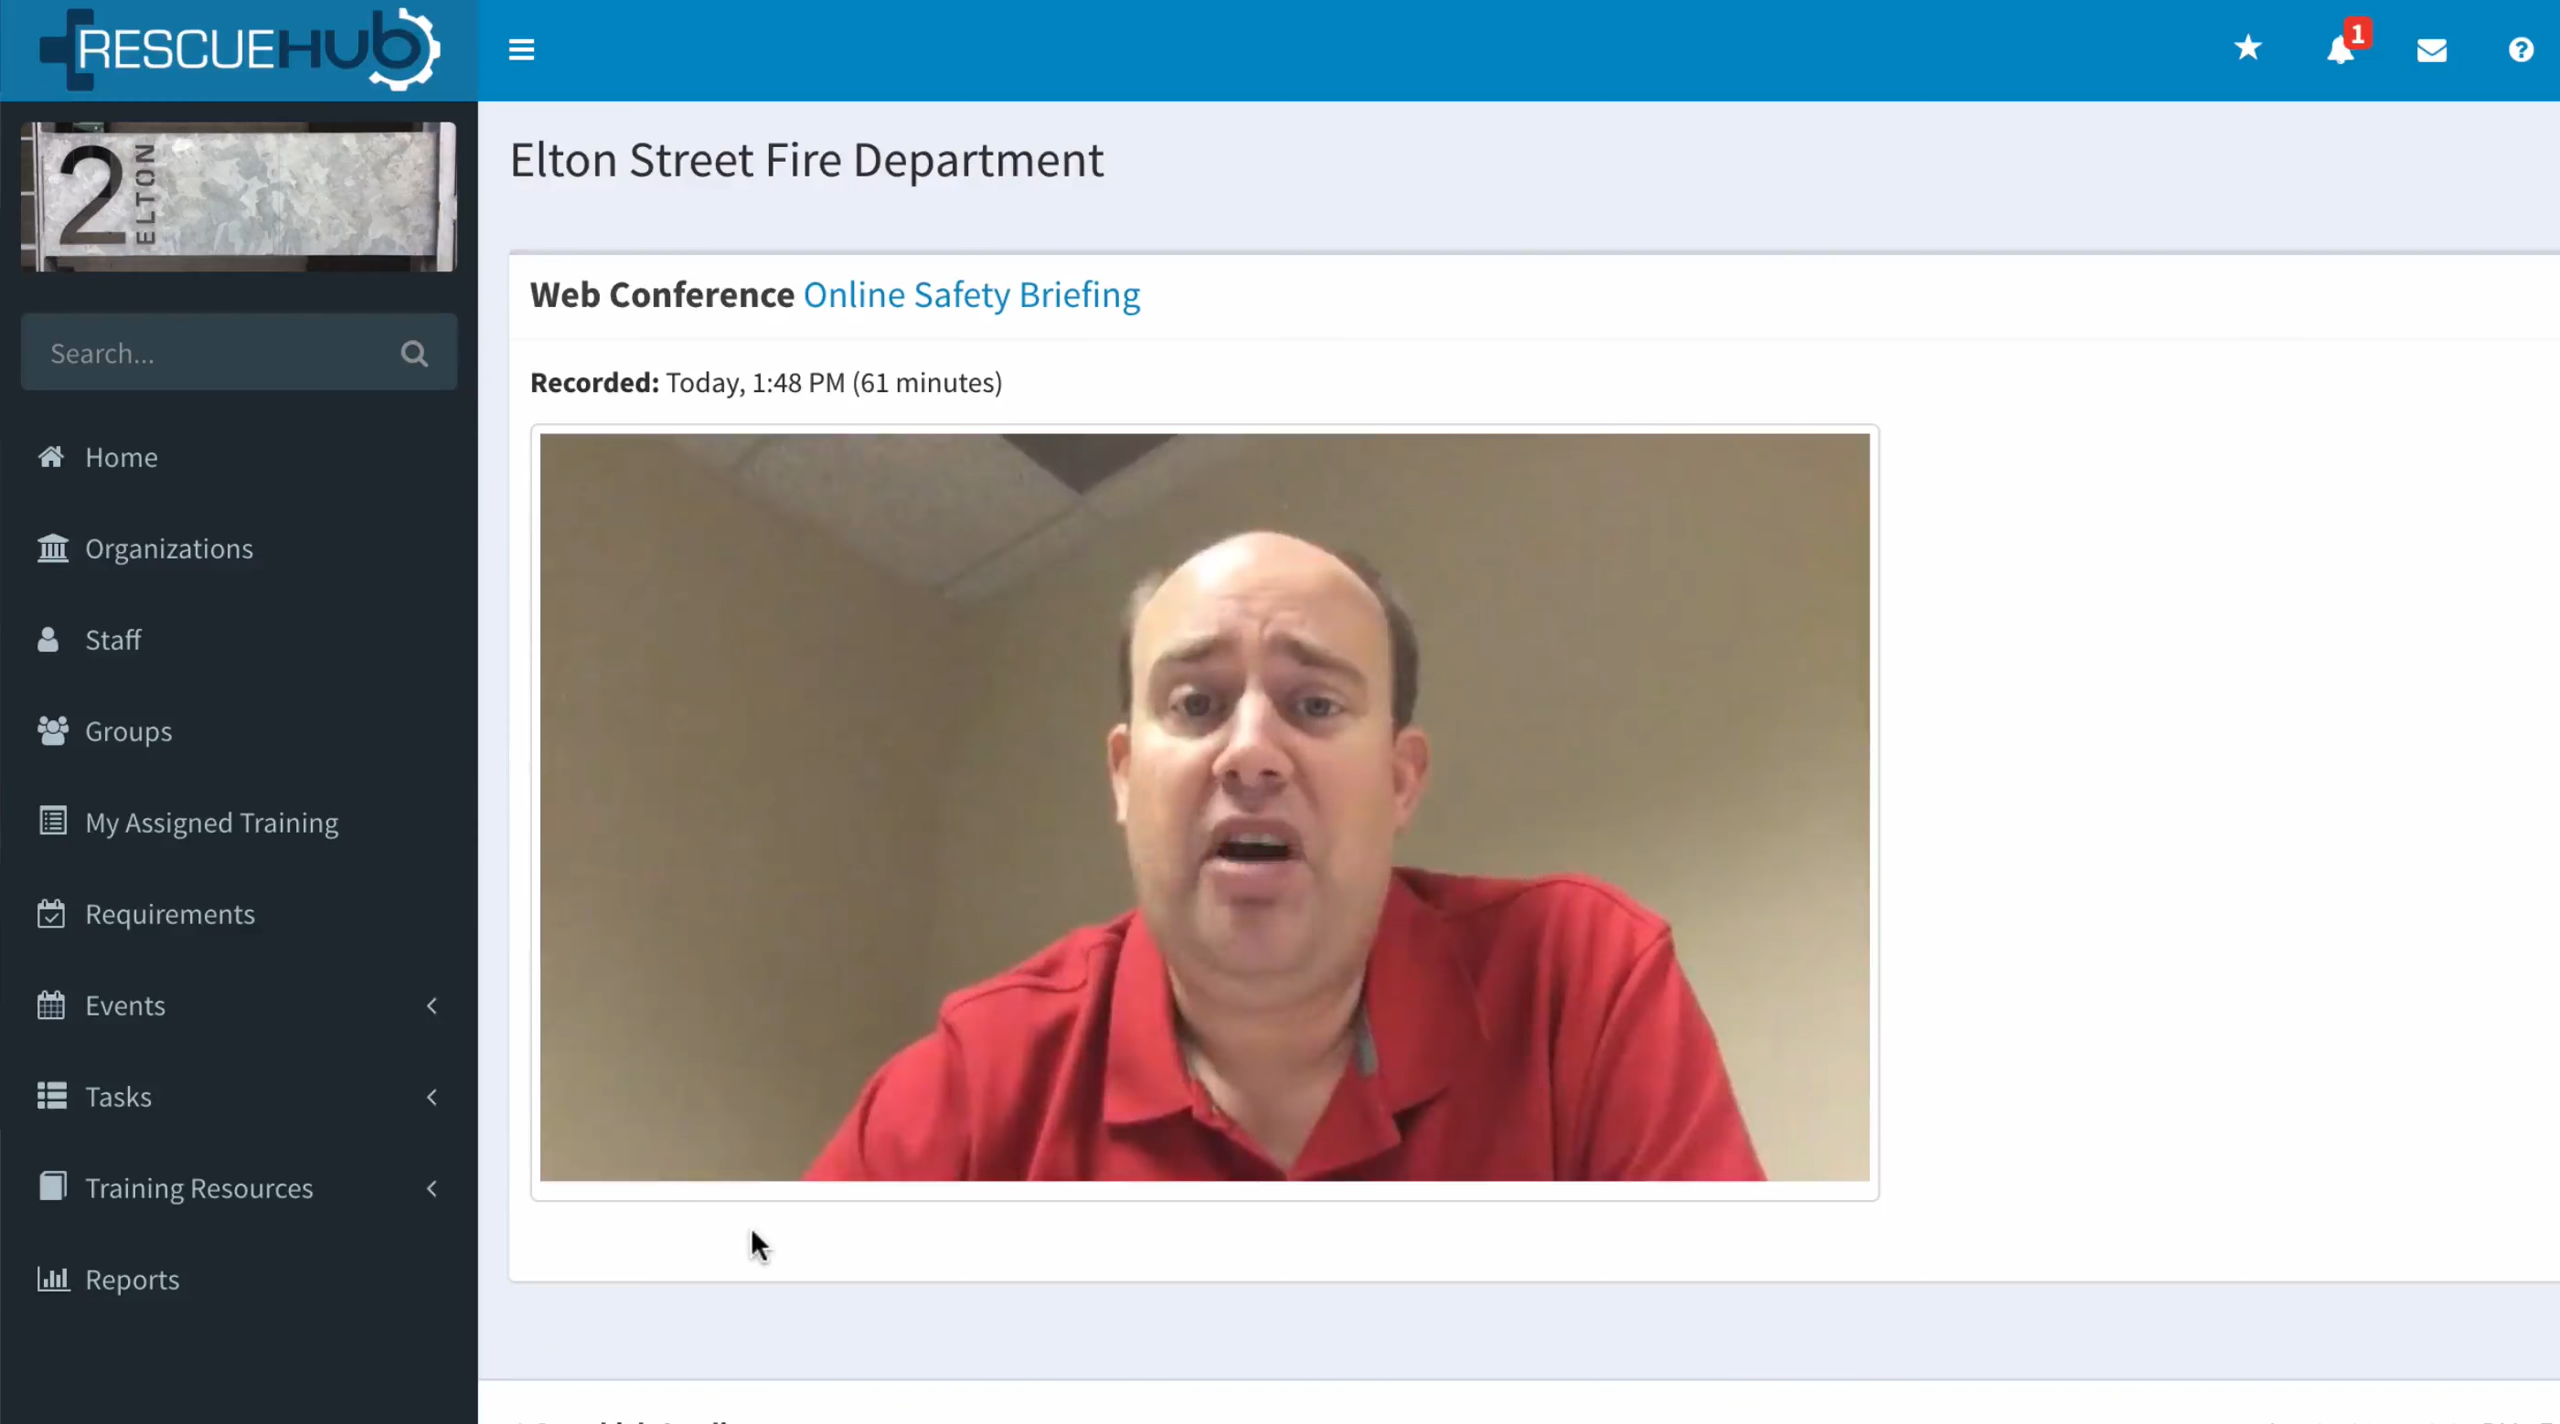 RESCUEHUb
1
2 ELTON
Elton Street Fire Department
Web Conference Online Safety Briefing
Search...
Recorded: Today, 1:48 PM (61 minutes)
Home
Organizations
Staff
Groups
My Assigned Training
Requirements
Events
Tasks
Training Resources
Reports